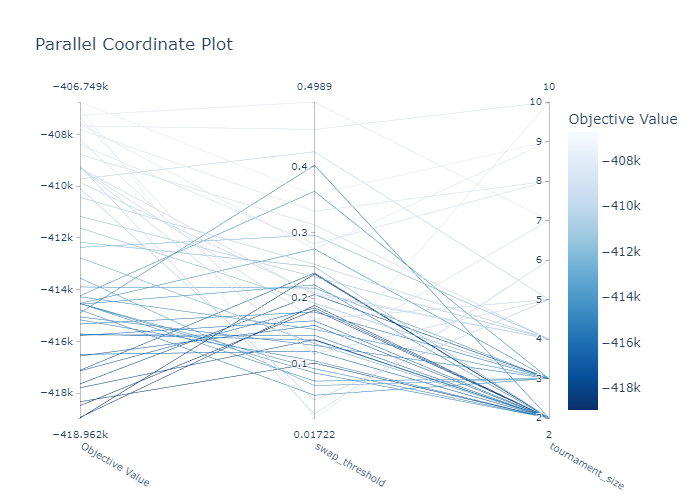 Parallel Coordinate Plot
−406.749k
0.4989
10
Objective Value
−408k
−410k
−412k
−414k
−416k
−418k
0.4
0.3
0.2
0.1
10
9
8
7
6
5
4
3
2
−408k
−410k
−412k
−414k
−416k
−418k
−418.962k
0.01722
2
Objective Value
swap_threshold
tournament_size